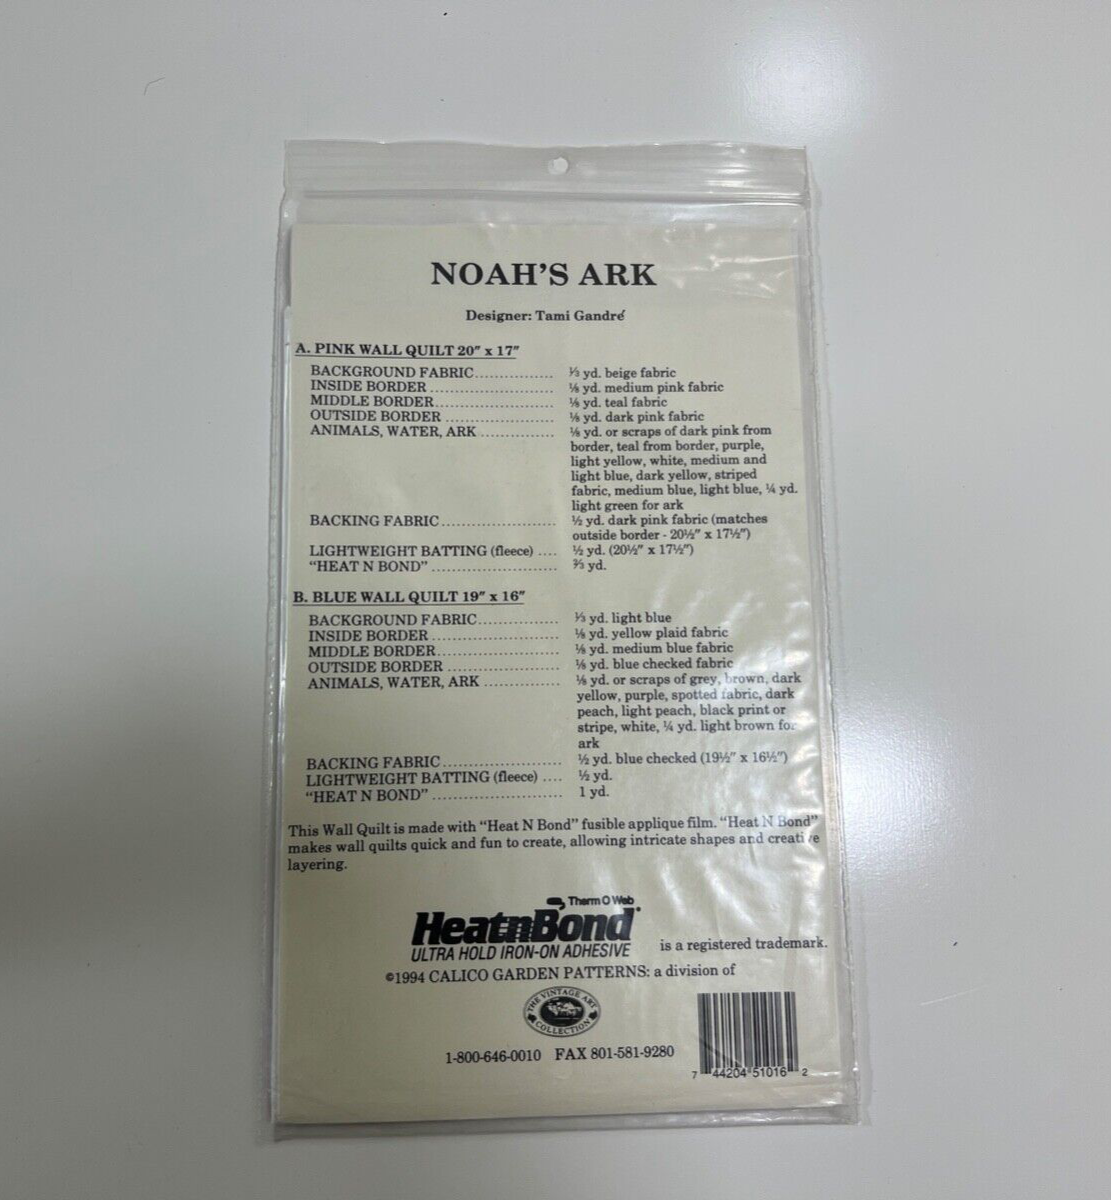 NOAH'S ARK
Designer: Tami Gandré
A. PINK WALL QUILT 20" x 17"
BACKGROUND FABRIC............... ⅓ yd. beige fabric
INSIDE BORDER ........................ ⅛ yd. medium pink fabric
MIDDLE BORDER....................... ⅛ yd. teal fabric
OUTSIDE BORDER ..................... ⅛ yd. dark pink fabric
ANIMALS, WATER, ARK .............. ⅛ yd. or scraps of dark pink from
border, teal from border, purple,
light yellow, white, medium and
light blue, dark yellow, striped
fabric, medium blue, light blue, ¼ yd.
light green for ark
BACKING FABRIC...................... ½ yd. dark pink fabric (matches
outside border - 20½" x 17½")
LIGHTWEIGHT BATTING (fleece) .... ½ yd. (20½" x 17½")
"HEAT N BOND" ........................ ⅔ yd.
B. BLUE WALL QUILT 19" x 16"
BACKGROUND FABRIC............... ⅓ yd. light blue
INSIDE BORDER ........................ ⅛ yd. yellow plaid fabric
MIDDLE BORDER....................... ⅛ yd. medium blue fabric
OUTSIDE BORDER ..................... ⅛ yd. blue checked fabric
ANIMALS, WATER, ARK .............. ⅛ yd. or scraps of grey, brown, dark
yellow, purple, spotted fabric, dark
peach, light peach, black print or
stripe, white, ¼ yd. light brown for
ark
BACKING FABRIC...................... ½ yd. blue checked (19½" x 16½")
LIGHTWEIGHT BATTING (fleece) .... ½ yd.
"HEAT N BOND" ........................ 1 yd.
This Wall Quilt is made with "Heat N Bond" fusible applique film. "Heat N Bond"
makes wall quilts quick and fun to create, allowing intricate shapes and creative
layering.
Therm O Web
HeatnBond
ULTRA HOLD IRON-ON ADHESIVE is a registered trademark.
©1994 CALICO GARDEN PATTERNS: a division of
THE VINTAGE ART
COLLECTION
1-800-646-0010 FAX 801-581-9280
7 44204 51016 2